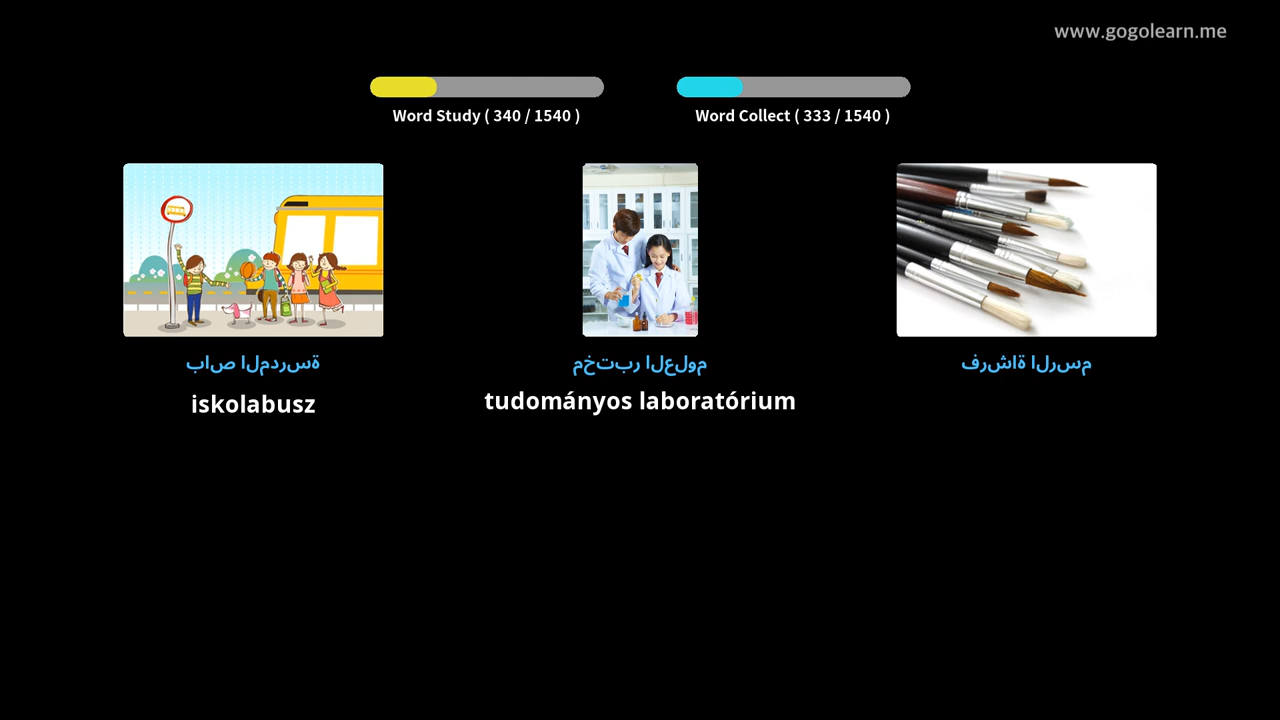 www.gogolearn.me
Word Study ( 340 / 1540 )
Word Collect ( 333 / 1540 )
باص المدرسة
مختبر العلوم
فرشاة الرسم
iskolabusz
tudományos laboratórium